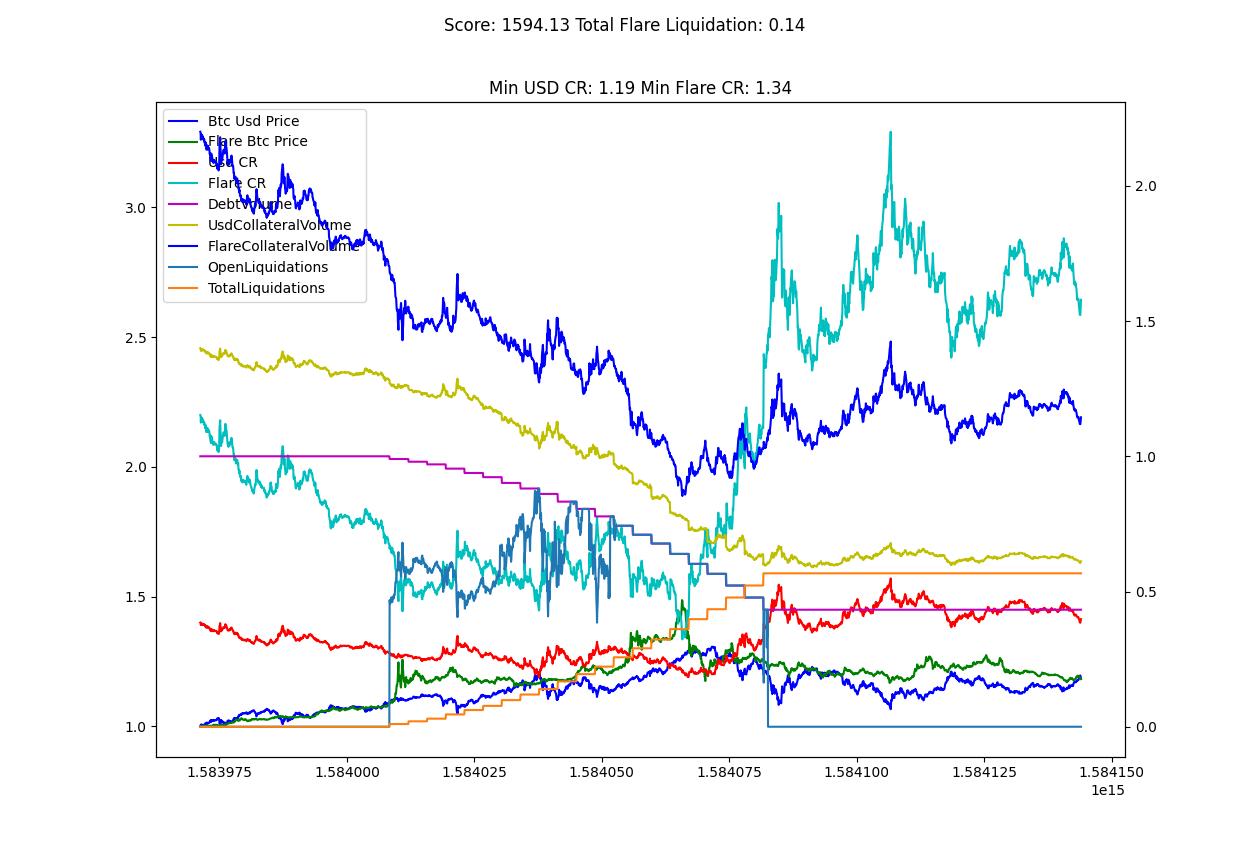 Score: 1594.13 Total Flare Liquidation: 0.14
Min USD CR: 1.19 Min Flare CR: 1.34
Btc Usd Price
Flare Btc Price
Usd CR
Flare CR
DebtVolume
UsdCollateralVolume
FlareCollateralVolume
OpenLiquidations
TotalLiquidations
3.0
2.5
2.0
1.5
1.0
2.0
1.5
1.0
0.5
0.0
1.583975 1.584000 1.584025 1.584050 1.584075 1.584100 1.584125 1.584150
1e15